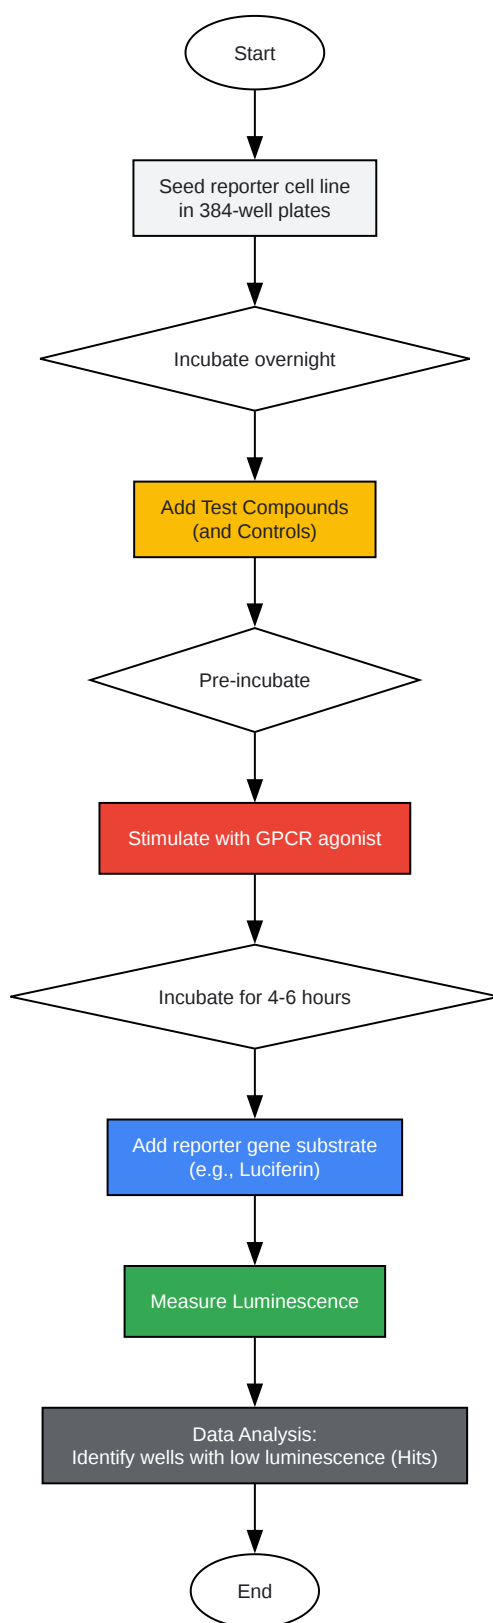 Start
Seed reporter cell line
in 384-well plates
Incubate overnight
Add Test Compounds
(and Controls)
Pre-incubate
Stimulate with GPCR agonist
Incubate for 4-6 hours
Add reporter gene substrate
(e.g., Luciferin)
Measure Luminescence
Data Analysis:
Identify wells with low luminescence (Hits)
End